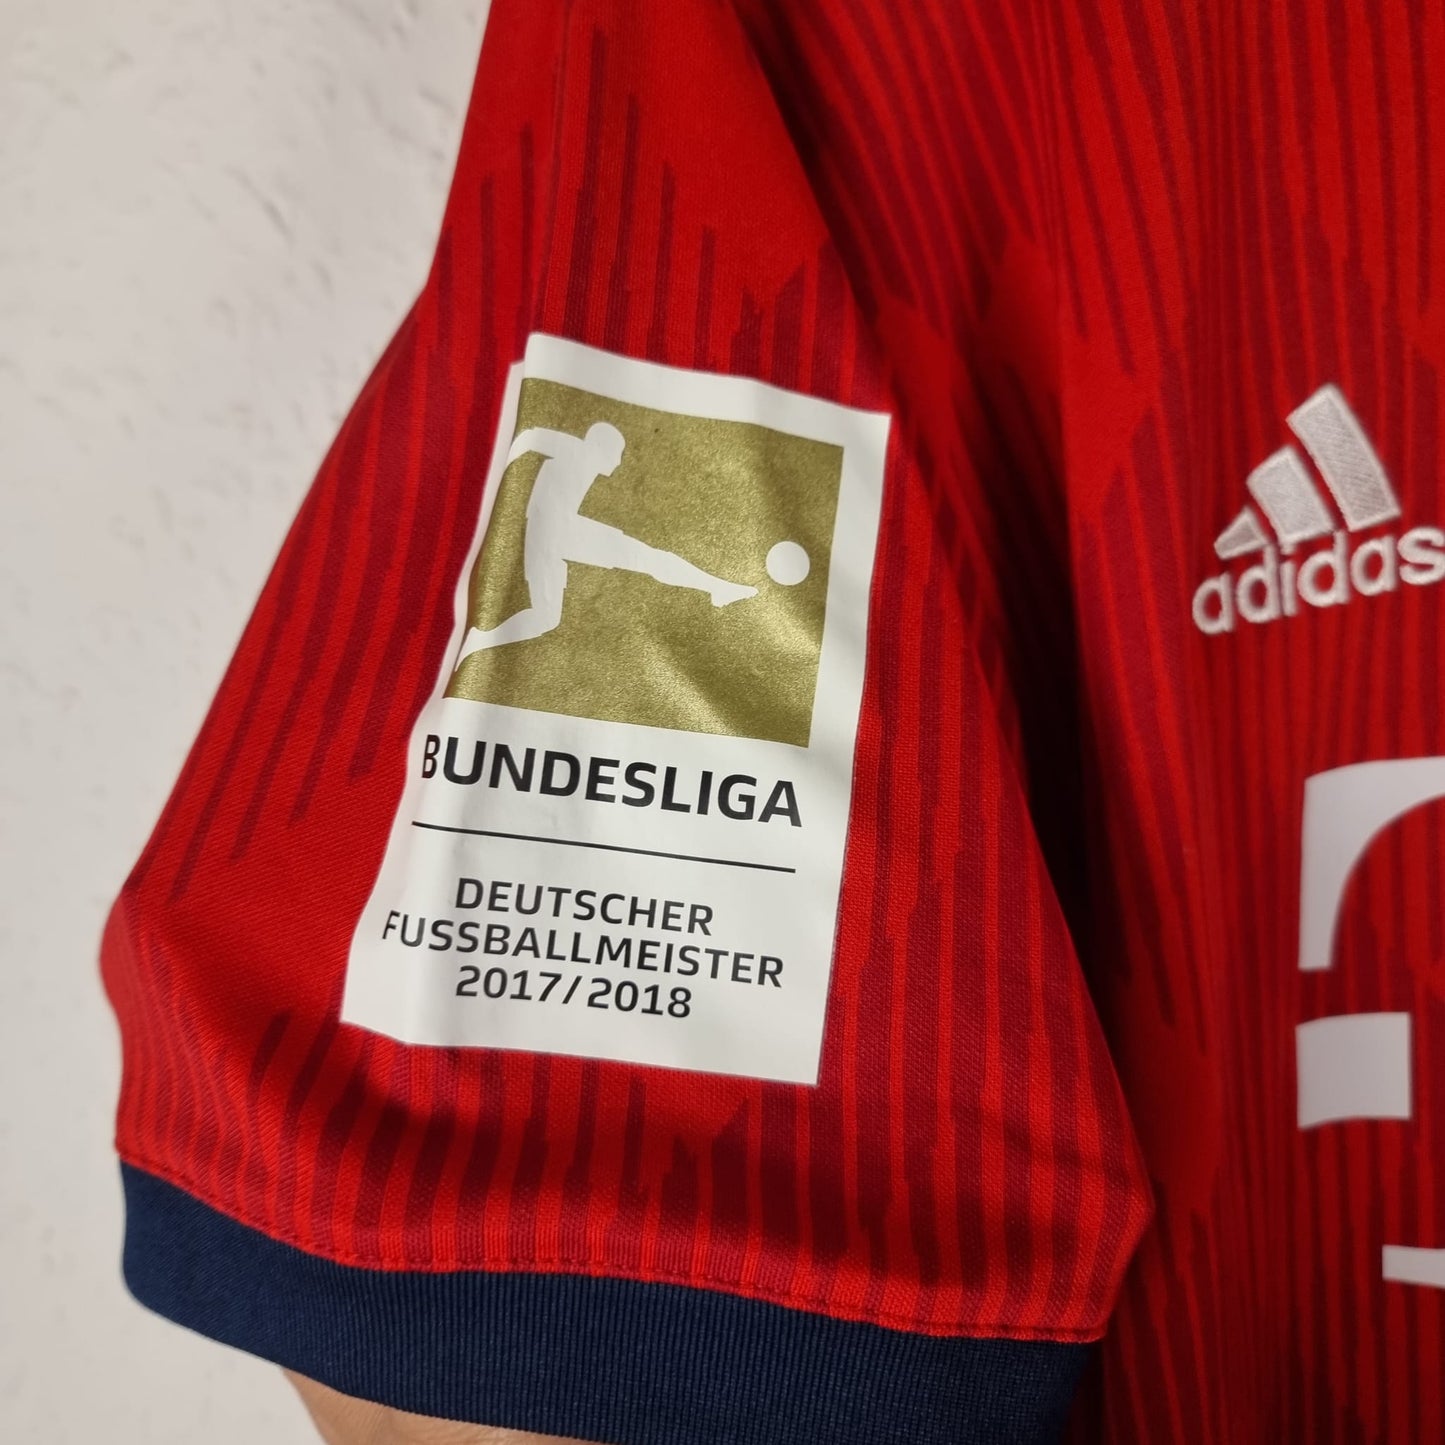 BUNDESLIGA
DEUTSCHER
FUSSBALLMEISTER
2017/2018
adidas